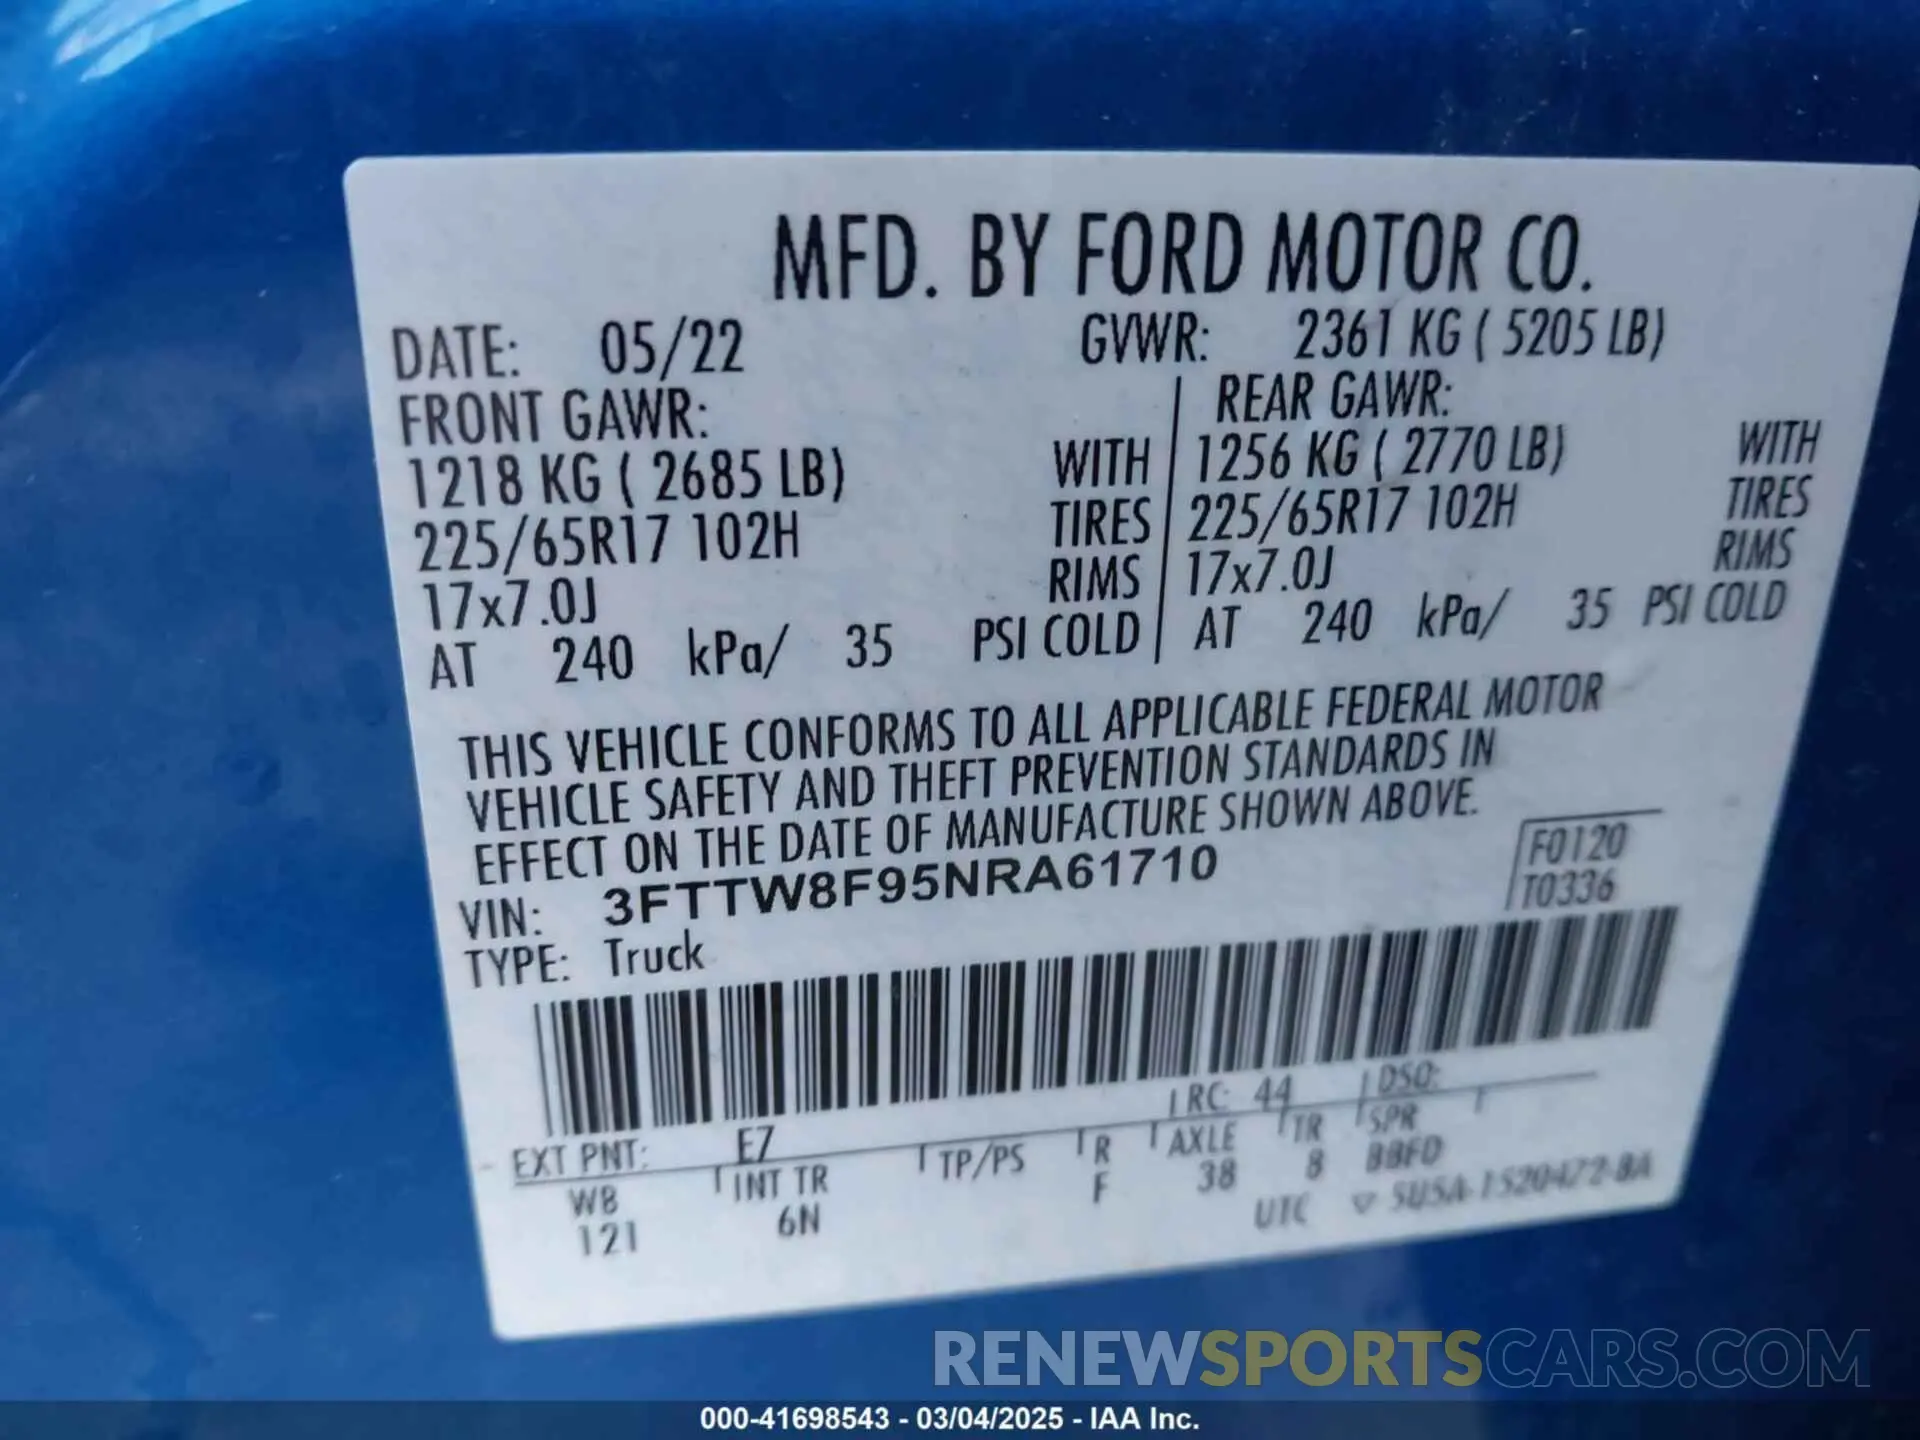 MFD. BY FORD MOTOR CO.
DATE: 05/22 GVWR: 2361 KG ( 5205 LB)
FRONT GAWR: REAR GAWR:
1218 KG ( 2685 LB) WITH 1256 KG ( 2770 LB) WITH
225/65R17 102H TIRES 225/65R17 102H TIRES
17x7.0J RIMS 17x7.0J RIMS
AT 240 kPa/ 35 PSI COLD AT 240 kPa/ 35 PSI COLD
THIS VEHICLE CONFORMS TO ALL APPLICABLE FEDERAL MOTOR
VEHICLE SAFETY AND THEFT PREVENTION STANDARDS IN
EFFECT ON THE DATE OF MANUFACTURE SHOWN ABOVE.
VIN: 3FTTW8F95NRA61710 F0120
TYPE: Truck T0336
EXT PNT: E7 RC: 44 DSO:
WB INT TR TP/PS R AXLE TR SPR
121 6N F 38 8 BBFD
UTC
RENEWSPORTSCARS.COM
000-41698543 - 03/04/2025 - IAA Inc.